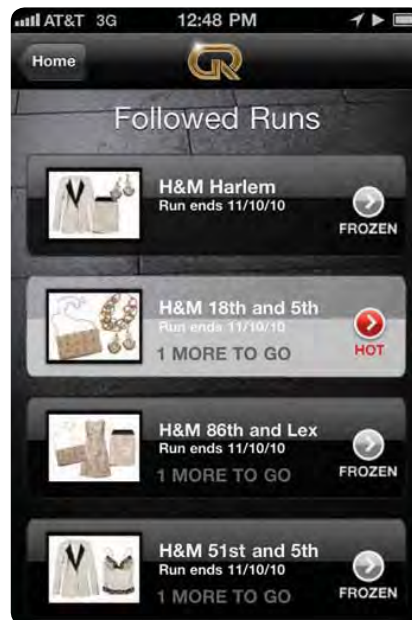 AT&T 3G 12:48 PM
Home GR
Followed Runs
H&M Harlem
Run ends 11/10/10
FROZEN
H&M 18th and 5th
Run ends 11/10/10
1 MORE TO GO
HOT
H&M 86th and Lex
Run ends 11/10/10
1 MORE TO GO
FROZEN
H&M 51st and 5th
Run ends 11/10/10
1 MORE TO GO
FROZEN